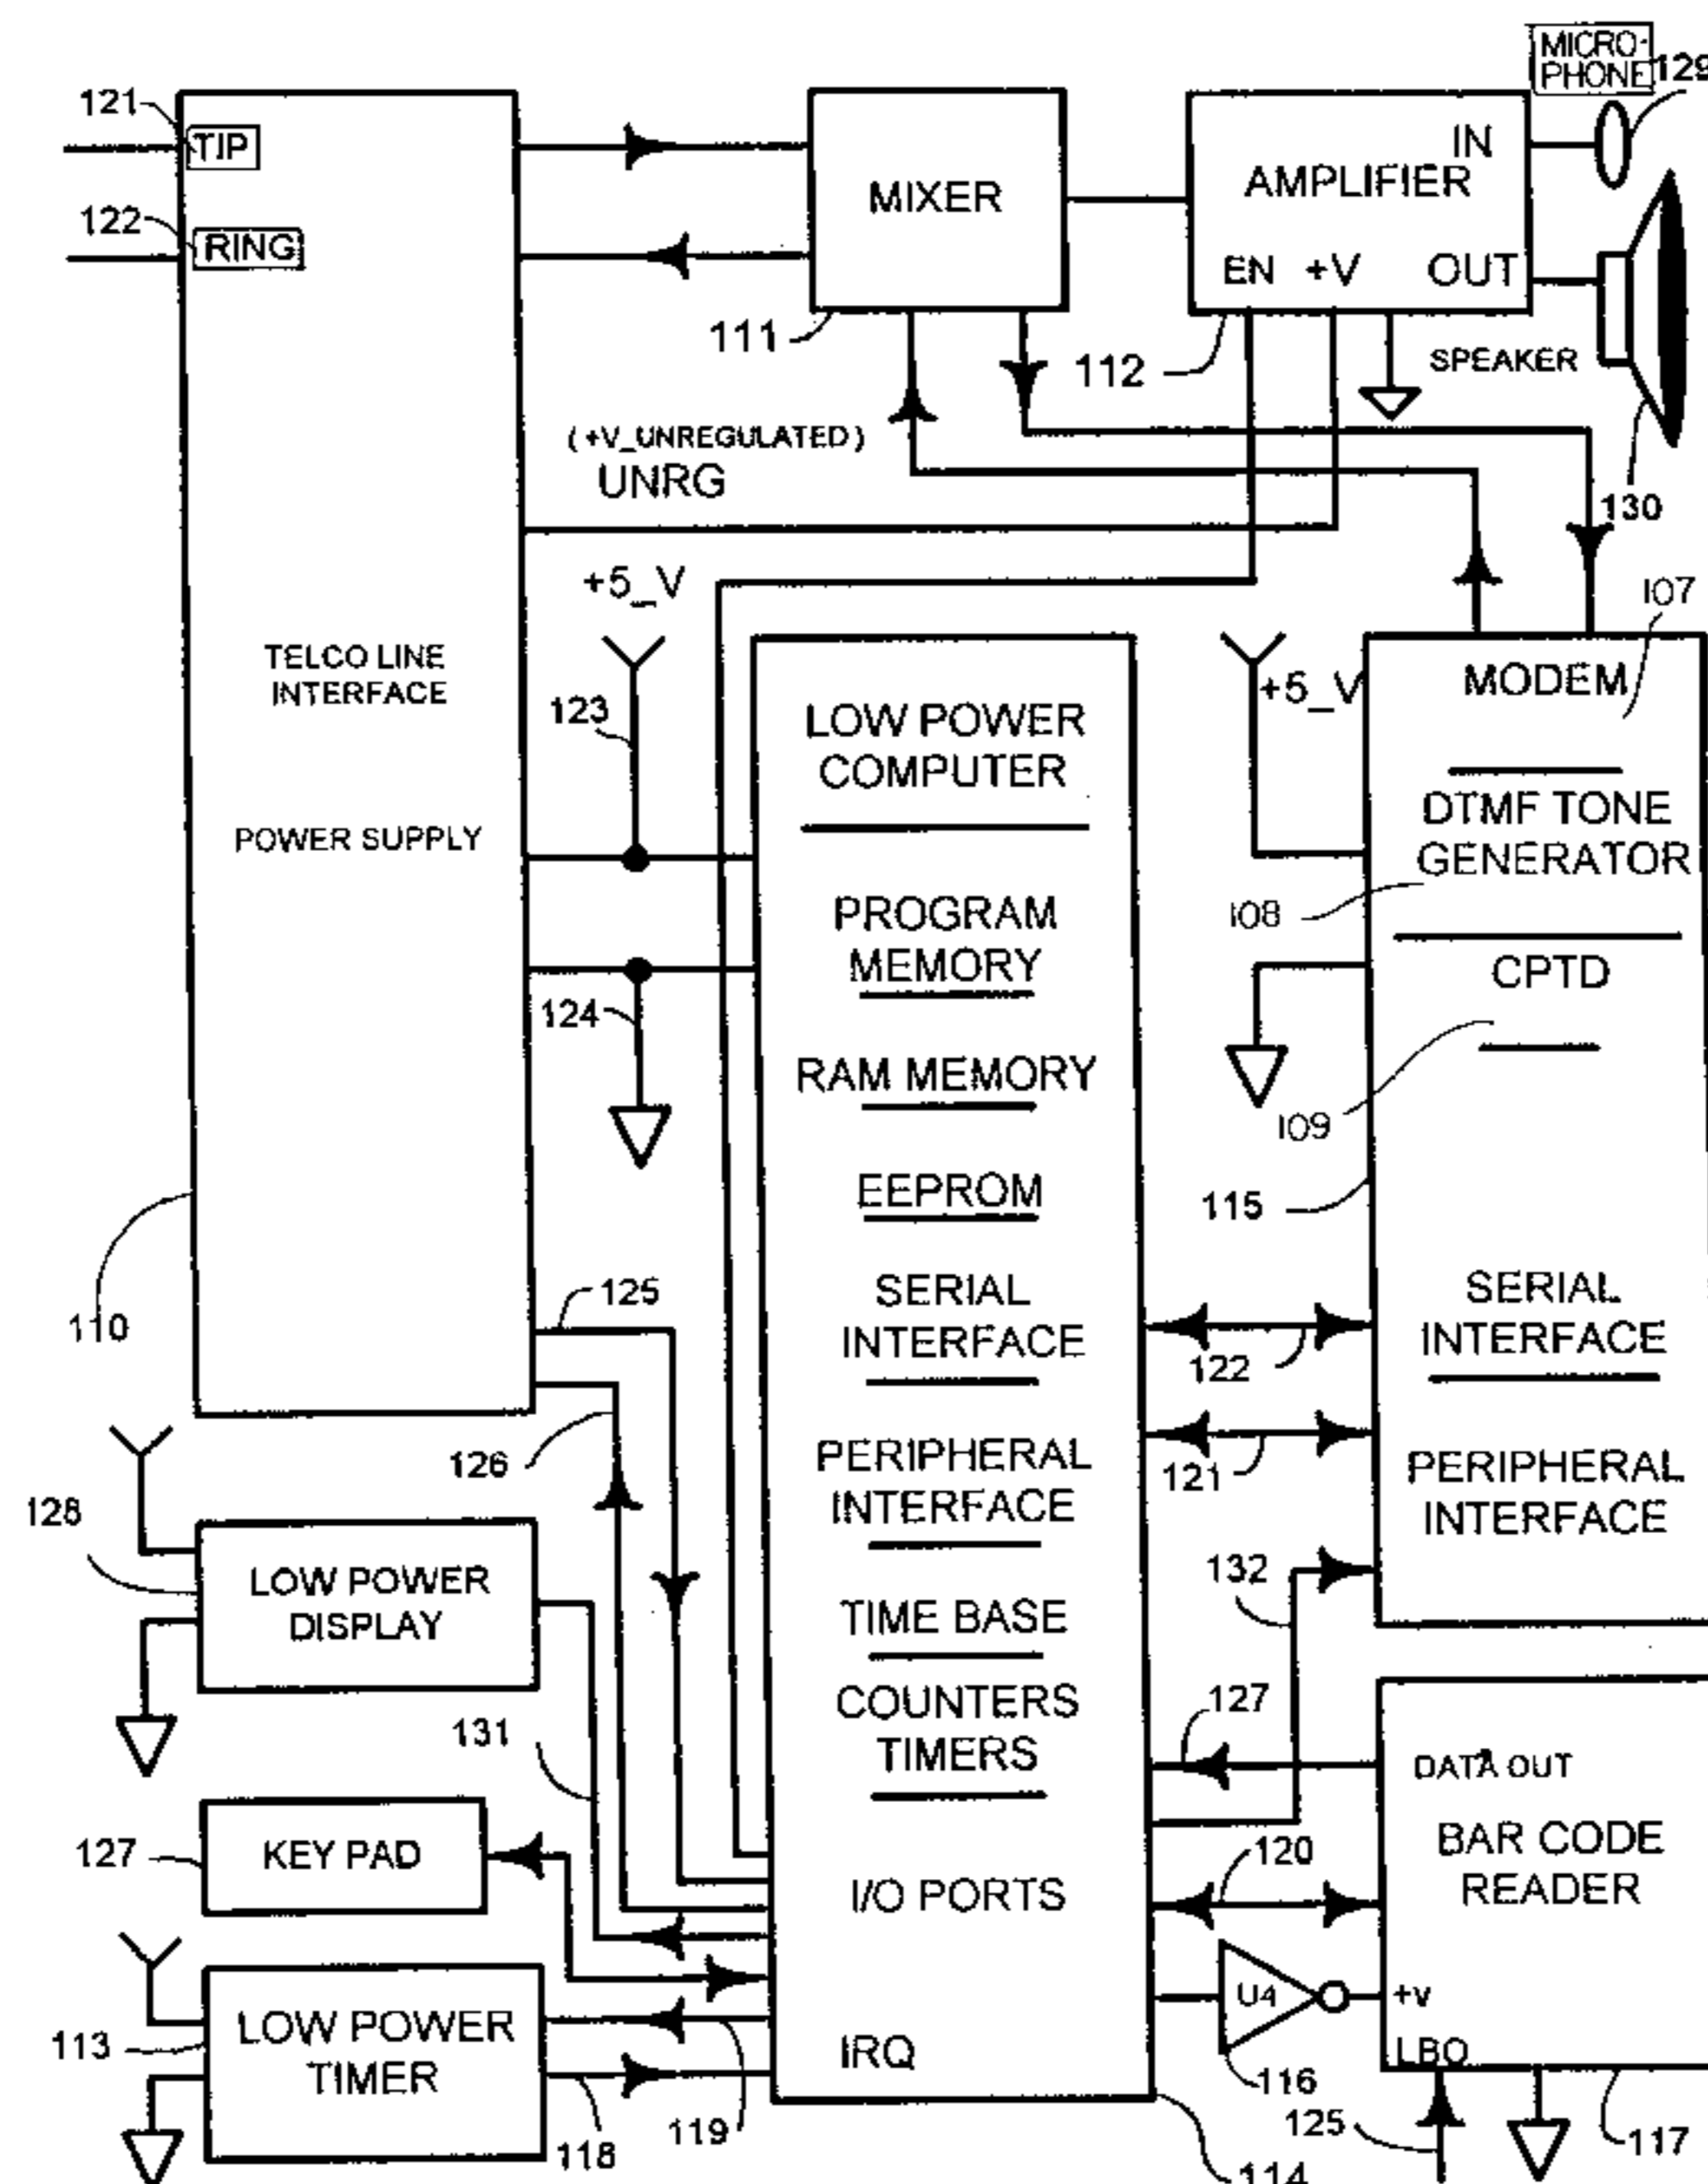 MICRO-
PHONE 129
121
TIP
IN
MIXER
AMPLIFIER
122
RING
EN +V OUT
111
112
SPEAKER
(+V_UNREGULATED)
UNRG
130
+5_V
107
TELCO LINE
INTERFACE
+5_V
MODEM
123
LOW POWER
COMPUTER
DTMF TONE
GENERATOR
POWER SUPPLY
108
PROGRAM
MEMORY
CPTD
124
RAM MEMORY
109
EEPROM
115
SERIAL
INTERFACE
SERIAL
INTERFACE
125
110
122
126
PERIPHERAL
INTERFACE
121
PERIPHERAL
INTERFACE
128
LOW POWER
DISPLAY
132
TIME BASE
127
131
COUNTERS
TIMERS
DATA OUT
127
KEY PAD
BAR CODE
READER
120
I/O PORTS
U4
+V
113
LOW POWER
TIMER
IRQ
LBO
116
119
118
125
117
114